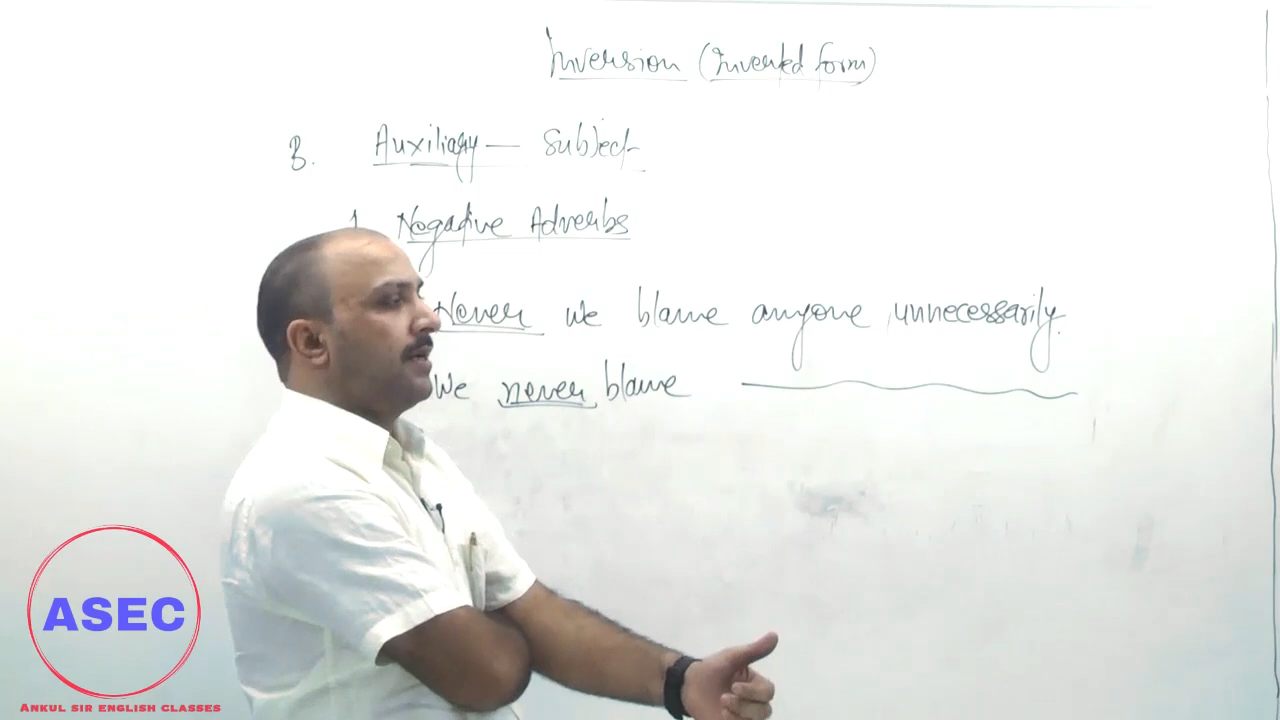 Inversion (Inverted form)
B. Auxiliary — Subject
1. Negative Adverbs
Never we blame anyone unnecessarily.
We never blame
ASEC
ANKUL SIR ENGLISH CLASSES